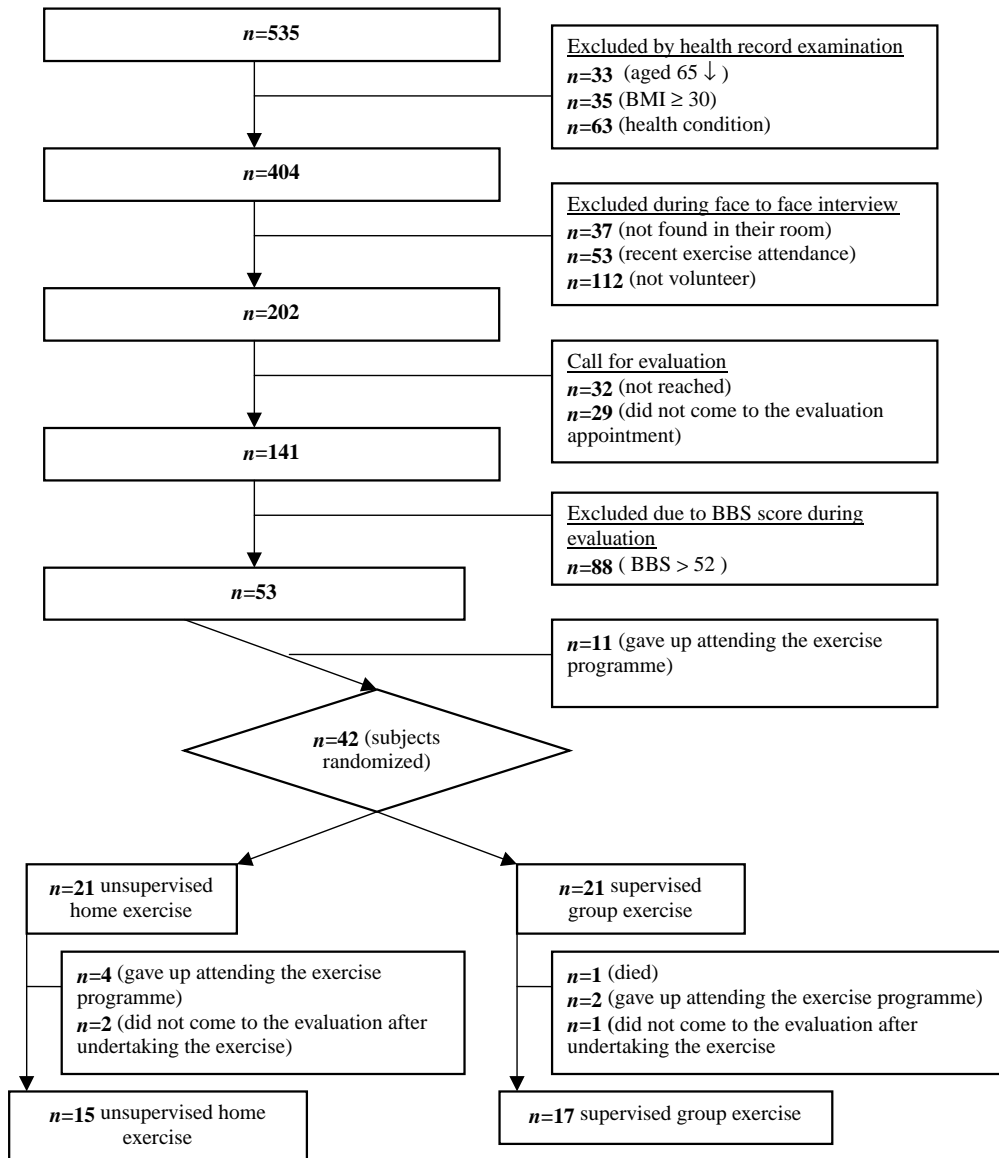 n=535
Excluded by health record examination
n=33 (aged 65 ↓)
n=35 (BMI ≥ 30)
n=63 (health condition)
n=404
Excluded during face to face interview
n=37 (not found in their room)
n=53 (recent exercise attendance)
n=112 (not volunteer)
n=202
Call for evaluation
n=32 (not reached)
n=29 (did not come to the evaluation
appointment)
n=141
Excluded due to BBS score during
evaluation
n=88 ( BBS > 52 )
n=53
n=11 (gave up attending the exercise
programme)
n=42 (subjects
randomized)
n=21 unsupervised
home exercise
n=21 supervised
group exercise
n=4 (gave up attending the exercise
programme)
n=2 (did not come to the evaluation after
undertaking the exercise)
n=1 (died)
n=2 (gave up attending the exercise programme)
n=1 (did not come to the evaluation after
undertaking the exercise
n=15 unsupervised home
exercise
n=17 supervised group exercise